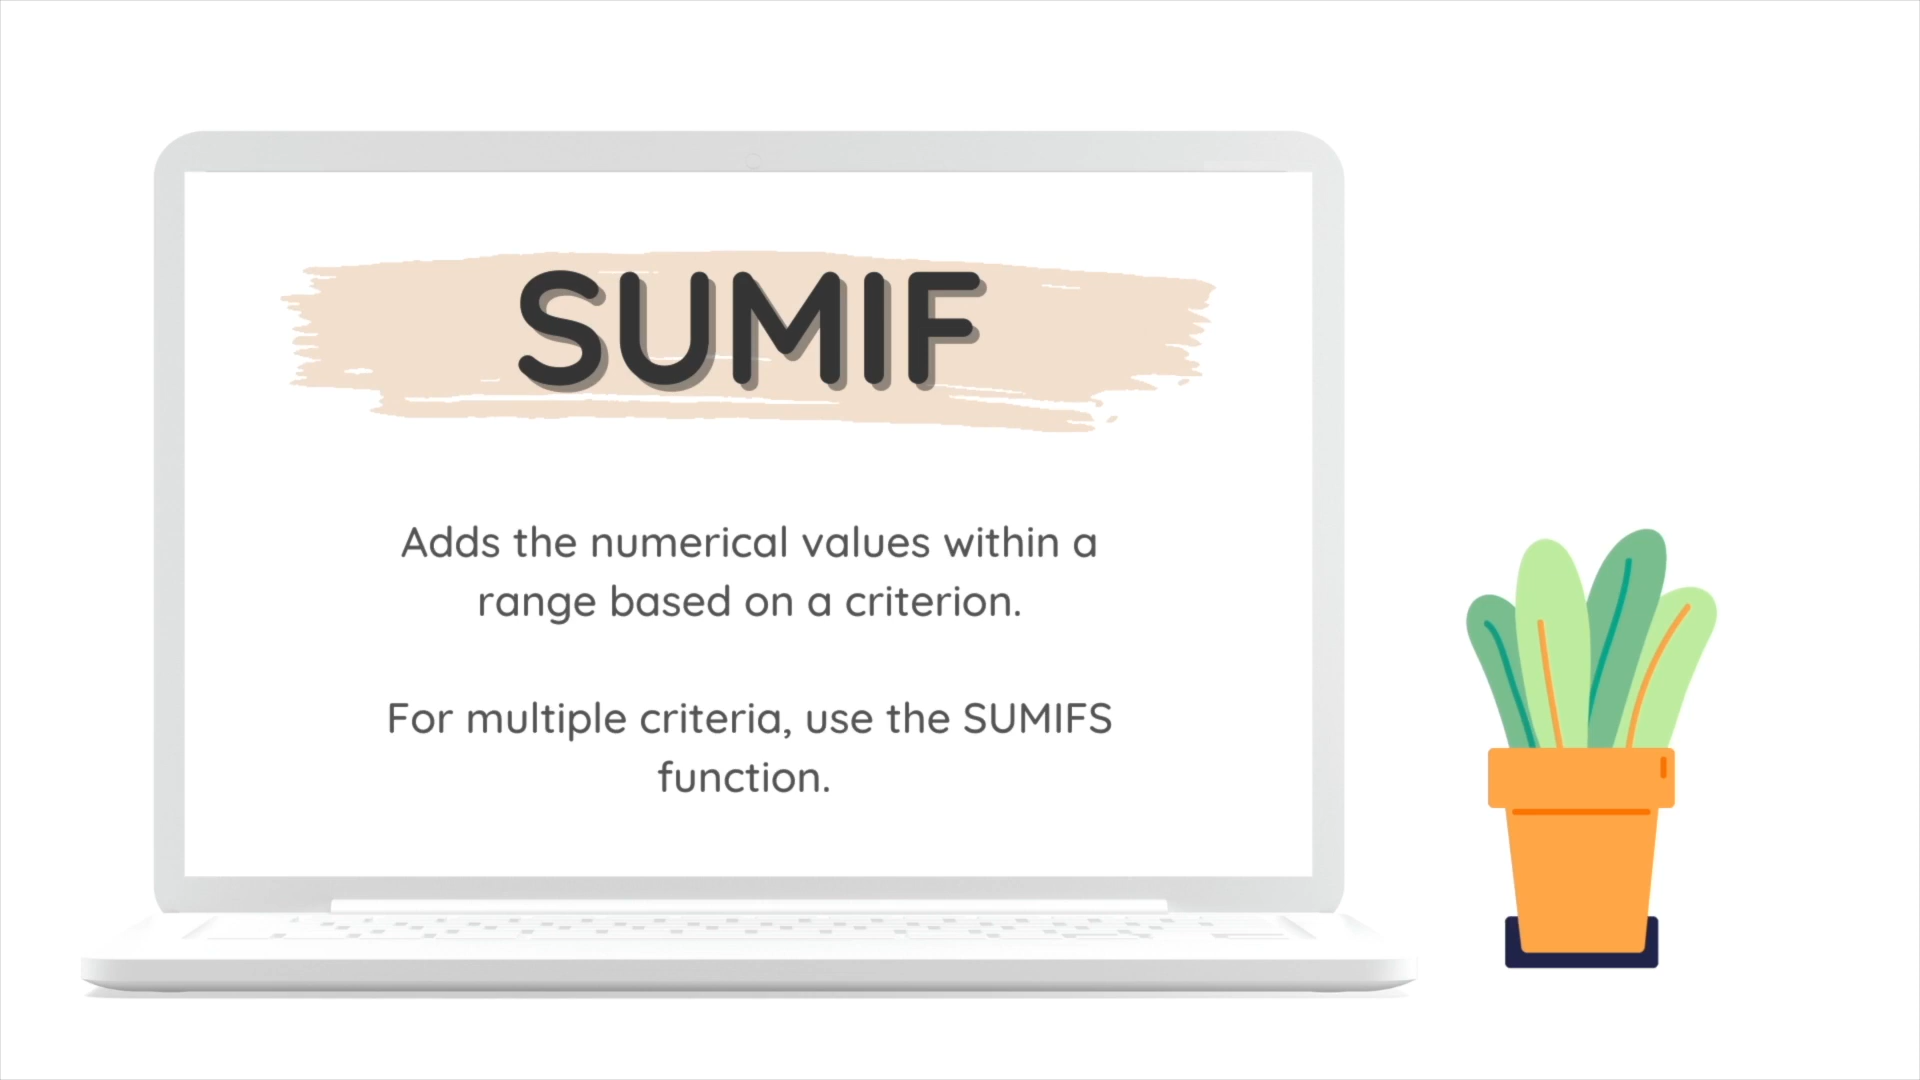 SUMIF
Adds the numerical values within a
range based on a criterion.
For multiple criteria, use the SUMIFS
function.